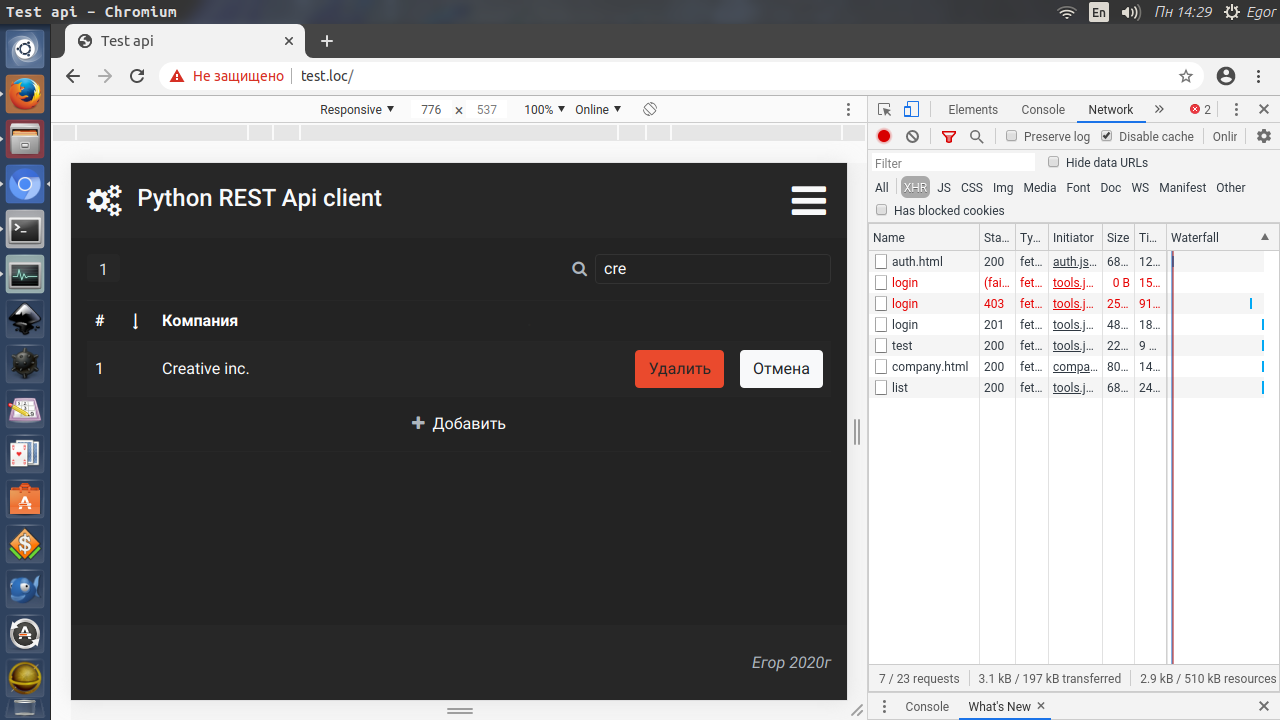 Test api - Chromium
En
Пн 14:29
Egor
Test api
Не защищено
test.loc/
Responsive
776
x
537
100%
Online
Elements
Console
Network
2
Preserve log
Disable cache
Onlir
Filter
Hide data URLs
All
XHR
JS
CSS
Img
Media
Font
Doc
WS
Manifest
Other
Has blocked cookies
Name Sta… Ty… Initiator Size Ti… Waterfall
auth.html 200 fet… auth.js… 68… 12…
login (fai… fet… tools.j… 0 B 15…
login 403 fet… tools.j… 25… 91…
login 201 fet… tools.j… 48… 18…
test 200 fet… tools.j… 22… 9 …
company.html 200 fet… compa… 80… 14…
list 200 fet… tools.j… 68… 24…
7 / 23 requests
3.1 kB / 197 kB transferred
2.9 kB / 510 kB resources
Console
What's New
Python REST Api client
1
cre
# Компания
1 Creative inc. Удалить Отмена
Добавить
Егор 2020г